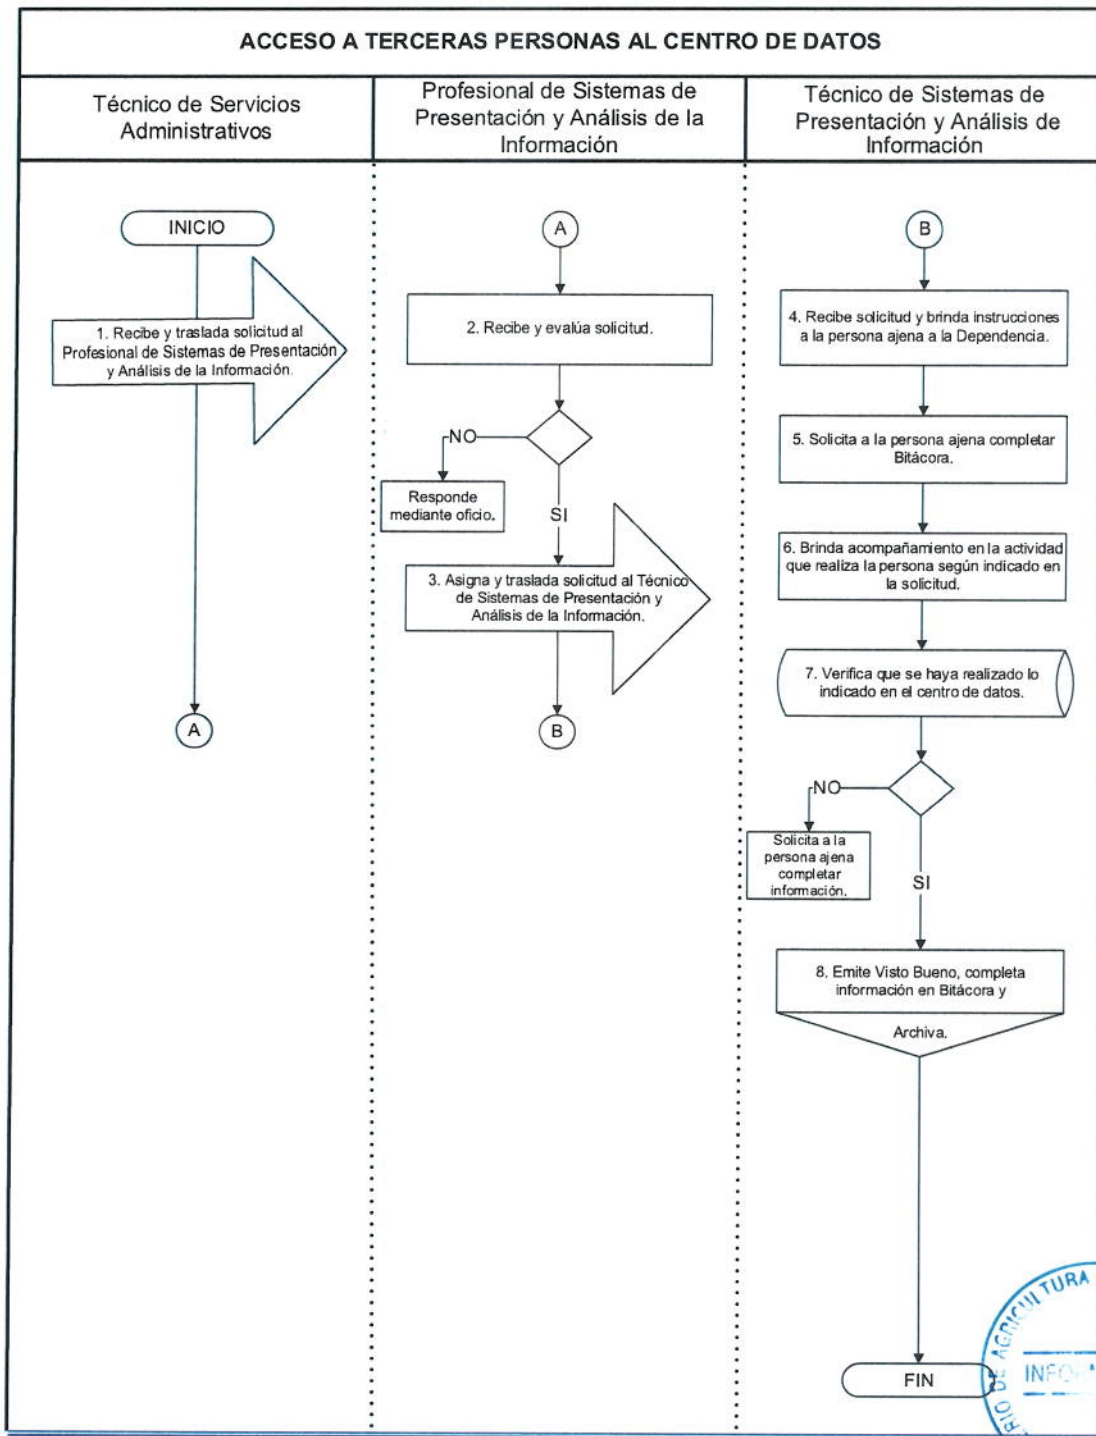 ACCESO A TERCERAS PERSONAS AL CENTRO DE DATOS
Técnico de Servicios
Administrativos
Profesional de Sistemas de
Presentación y Análisis de la
Información
Técnico de Sistemas de
Presentación y Análisis de
Información
INICIO
1. Recibe y traslada solicitud al
Profesional de Sistemas de Presentación
y Análisis de la Información.
A
A
2. Recibe y evalúa solicitud.
NO
Responde
mediante oficio.
SI
3. Asigna y traslada solicitud al Técnico
de Sistemas de Presentación y
Análisis de la Información.
B
B
4. Recibe solicitud y brinda instrucciones
a la persona ajena a la Dependencia.
5. Solicita a la persona ajena completar
Bitácora.
6. Brinda acompañamiento en la actividad
que realiza la persona según indicado en
la solicitud.
7. Verifica que se haya realizado lo
indicado en el centro de datos.
NO
Solicita a la
persona ajena
completar
información.
SI
8. Emite Visto Bueno, completa
información en Bitácora y
Archiva.
FIN
DE AGRICULTURA